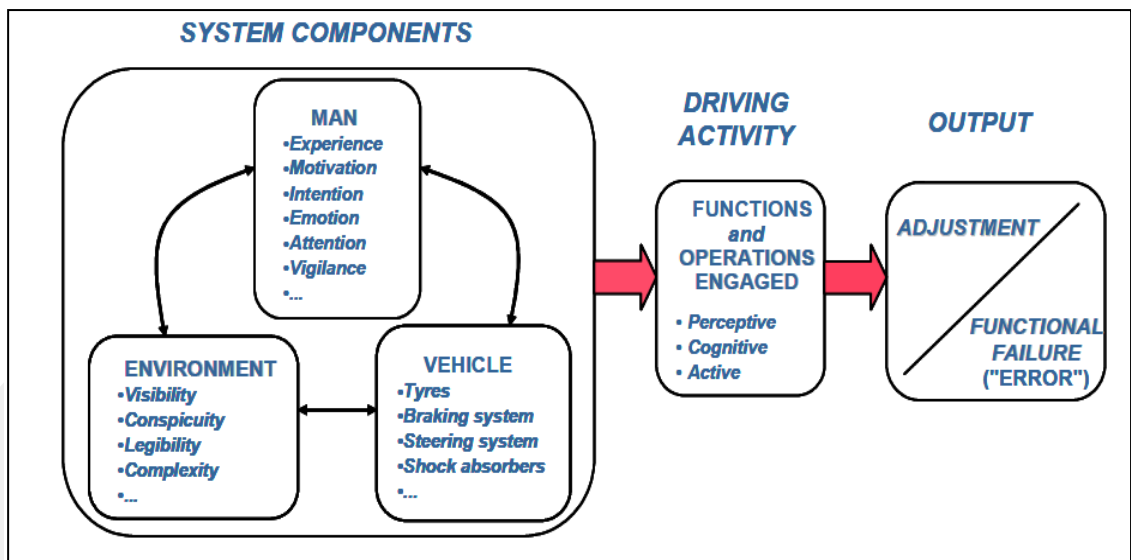 SYSTEM COMPONENTS
MAN
•Experience
•Motivation
•Intention
•Emotion
•Attention
•Vigilance
•...
ENVIRONMENT
•Visibility
•Conspicuity
•Legibility
•Complexity
•...
VEHICLE
•Tyres
•Braking system
•Steering system
•Shock absorbers
•...
DRIVING
ACTIVITY
FUNCTIONS
and
OPERATIONS
ENGAGED
• Perceptive
• Cognitive
• Active
OUTPUT
ADJUSTMENT
FUNCTIONAL
FAILURE
("ERROR")